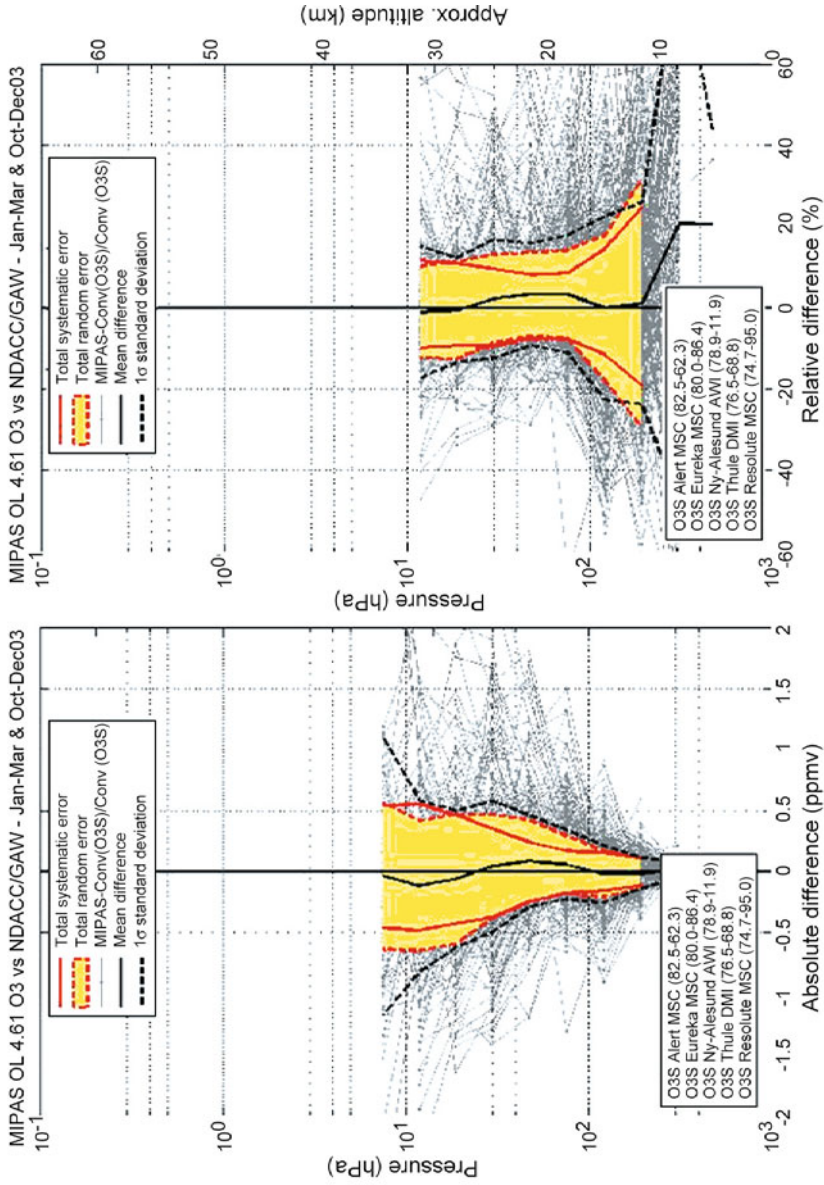 MIPAS OL 4.61 O3 vs NDACC/GAW - Jan-Mar & Oct-Dec03
Total systematic error
Total random error
MIPAS-Conv(O3S)/Conv (O3S)
Mean difference
1σ standard deviation
Pressure (hPa)
10⁻¹
10⁰
10¹
10²
10³
O3S Alert MSC (82.5-62.3)
O3S Eureka MSC (80.0-86.4)
O3S Ny-Alesund AWI (78.9-11.9)
O3S Thule DMI (76.5-68.8)
O3S Resolute MSC (74.7-95.0)
-2 -1.5 -1 -0.5 0 0.5 1 1.5 2
Absolute difference (ppmv)
MIPAS OL 4.61 O3 vs NDACC/GAW - Jan-Mar & Oct-Dec03
Total systematic error
Total random error
MIPAS-Conv(O3S)/Conv (O3S)
Mean difference
1σ standard deviation
Pressure (hPa)
10⁻¹
10⁰
10¹
10²
10³
O3S Alert MSC (82.5-62.3)
O3S Eureka MSC (80.0-86.4)
O3S Ny-Alesund AWI (78.9-11.9)
O3S Thule DMI (76.5-68.8)
O3S Resolute MSC (74.7-95.0)
-60 -40 -20 0 20 40 60
Relative difference (%)
60
50
40
30
20
10
0
Approx. altitude (km)